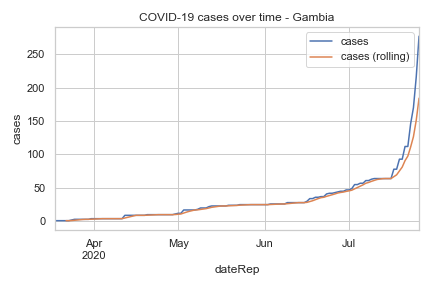 COVID-19 cases over time - Gambia
cases
cases (rolling)
250
200
150
100
50
0
cases
Apr
2020
May
Jun
Jul
dateRep